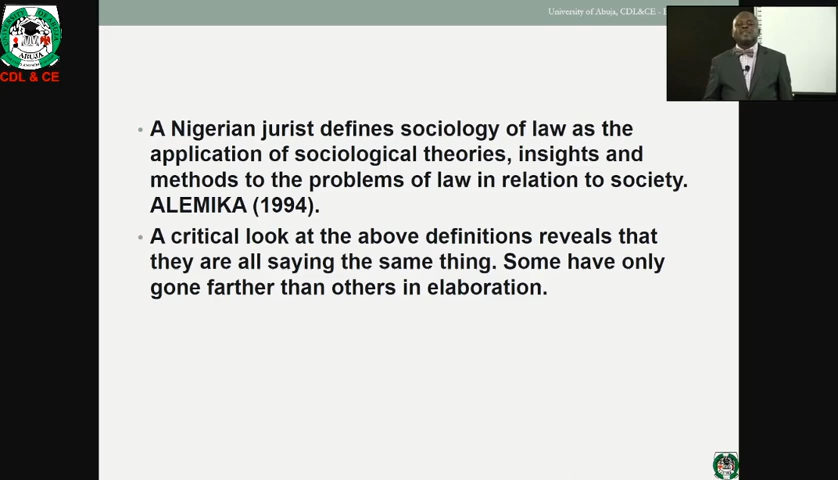 University of Abuja, CDL&CE -
ABUJA
CDL & CE
• A Nigerian jurist defines sociology of law as the
application of sociological theories, insights and
methods to the problems of law in relation to society.
ALEMIKA (1994).
• A critical look at the above definitions reveals that
they are all saying the same thing. Some have only
gone farther than others in elaboration.